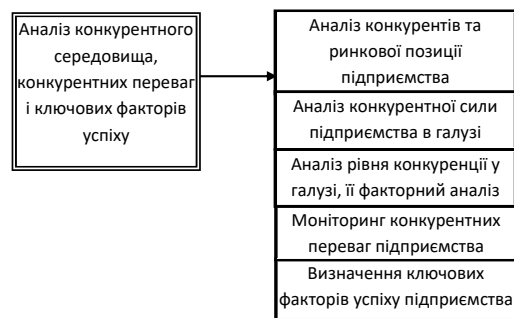 Аналіз конкурентного
середовища,
конкурентних переваг
і ключових факторів
успіху
Аналіз конкурентів та
ринкової позиції
підприємства
Аналіз конкурентної сили
підприємства в галузі
Аналіз рівня конкуренції у
галузі, її факторний аналіз
Моніторинг конкурентних
переваг підприємства
Визначення ключових
факторів успіху підприємства